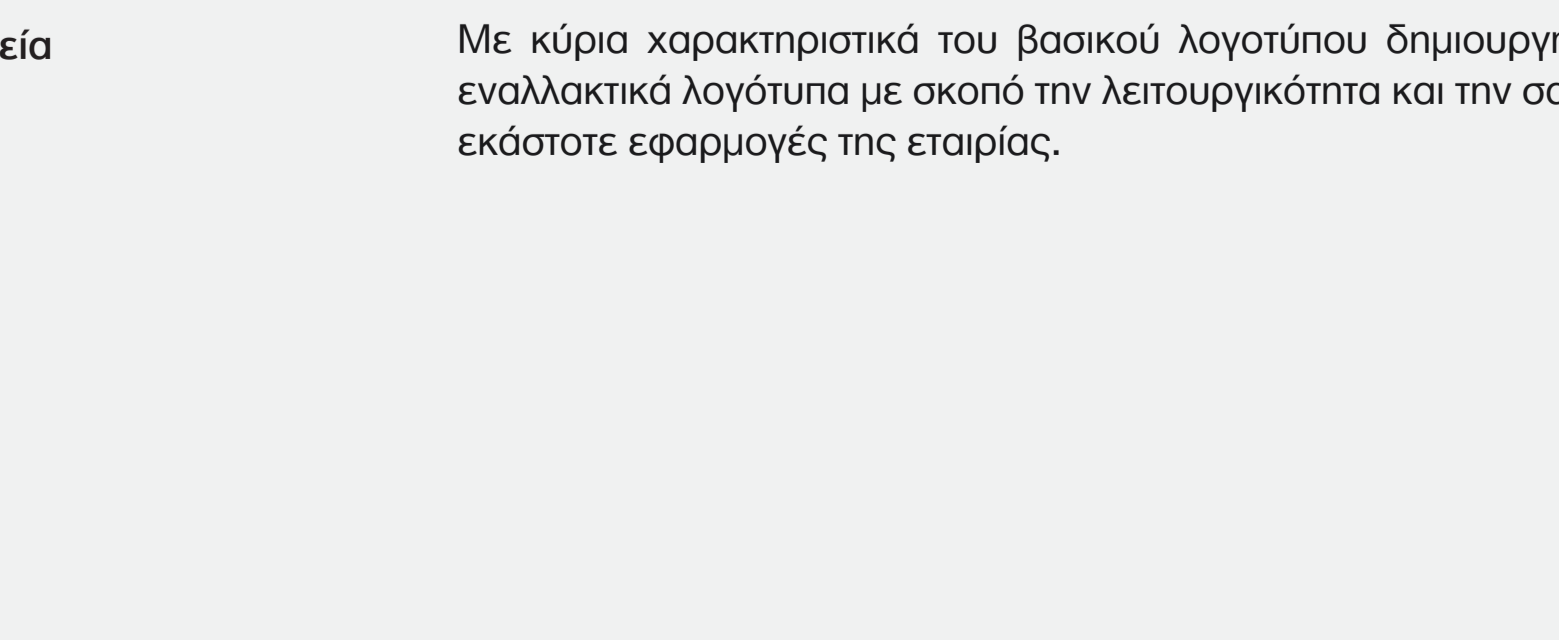 εία
Με κύρια χαρακτηριστικά του βασικού λογοτύπου
εναλλακτικά λογότυπα με σκοπό την λειτουργικότητα και την
εκάστοτε εφαρμογές της εταιρίας.